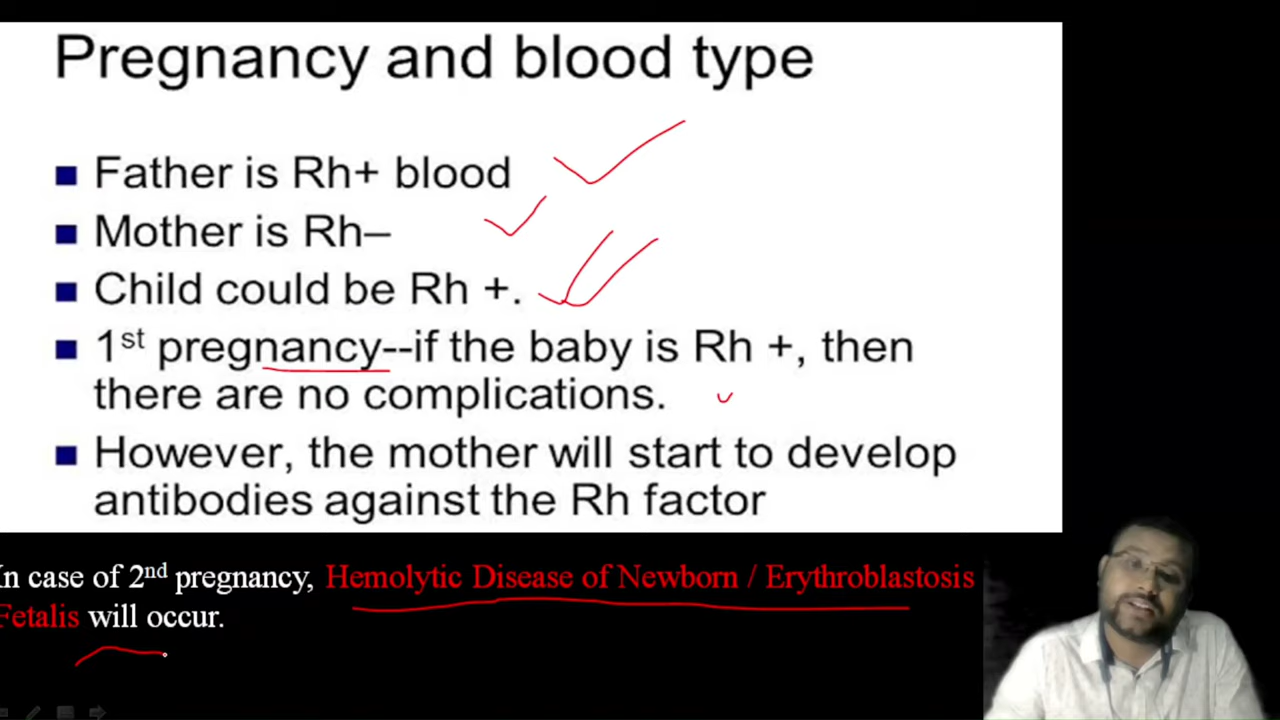 Pregnancy and blood type
Father is Rh+ blood
Mother is Rh–
Child could be Rh +.
1st pregnancy--if the baby is Rh +, then
there are no complications.
However, the mother will start to develop
antibodies against the Rh factor
In case of 2nd pregnancy, Hemolytic Disease of Newborn / Erythroblastosis
Fetalis will occur.